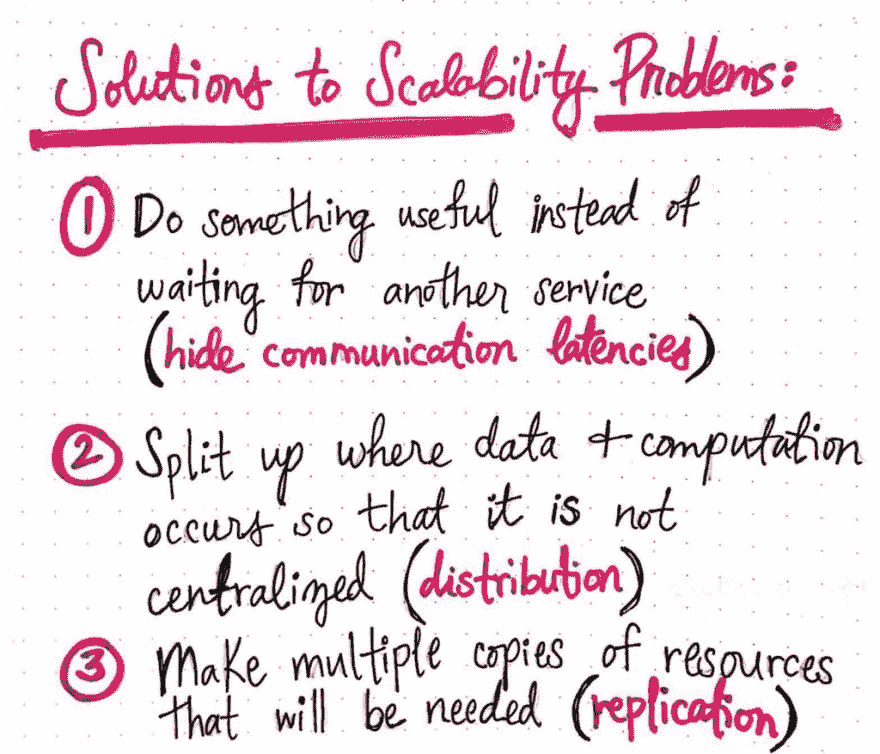 Solutions to Scalability Problems:
1 Do something useful instead of
waiting for another service
(hide communication latencies)
2 Split up where data + computation
occurs so that it is not
centralized (distribution)
3 Make multiple copies of resources
that will be needed (replication)